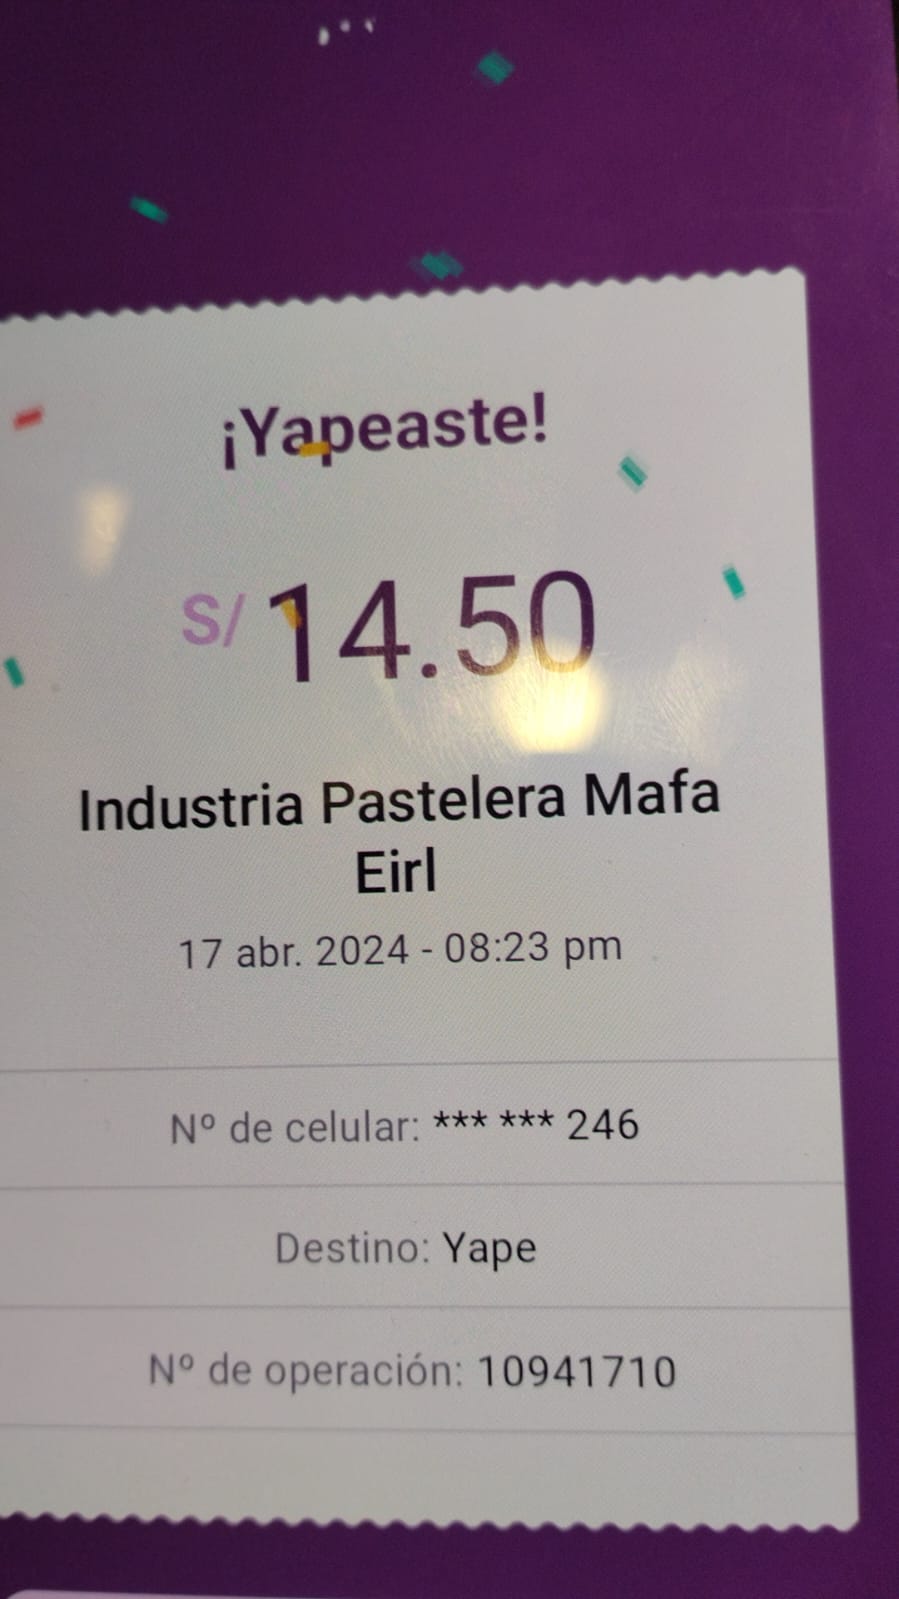 ¡Yapeaste!
S/ 14.50
Industria Pastelera Mafa
Eirl
17 abr. 2024 - 08:23 pm
Nº de celular: *** *** 246
Destino: Yape
Nº de operación: 10941710